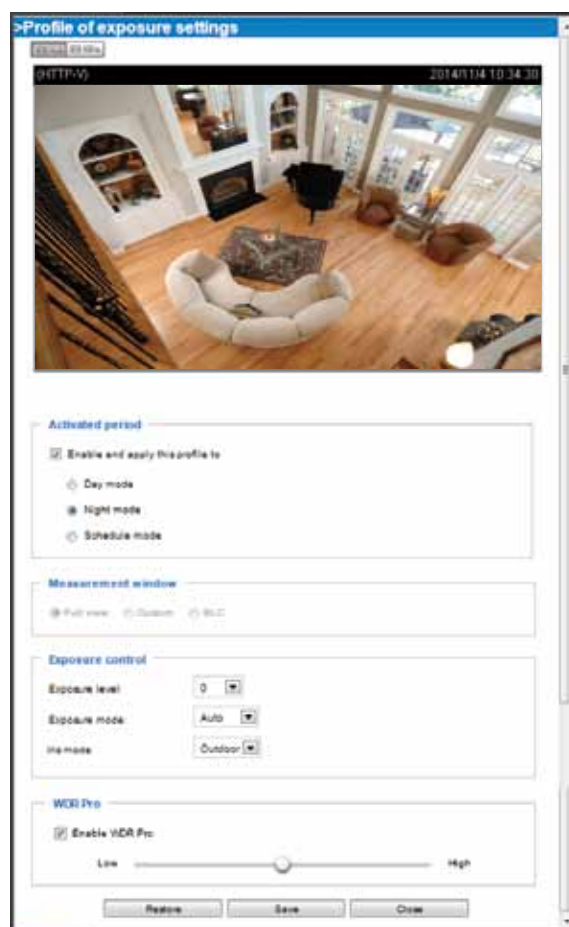 >Profile of exposure settings
(HTTP-V) 2014/11/4 10:34:30
Activated period
Enable and apply this profile to
Day mode
Night mode
Schedule mode
Measurement window
Full view Custom BLC
Exposure control
Exposure level 0
Exposure mode Auto
Iris mode Outdoor
WDR Pro
Enable WDR Pro
Low High
Restore Save Close